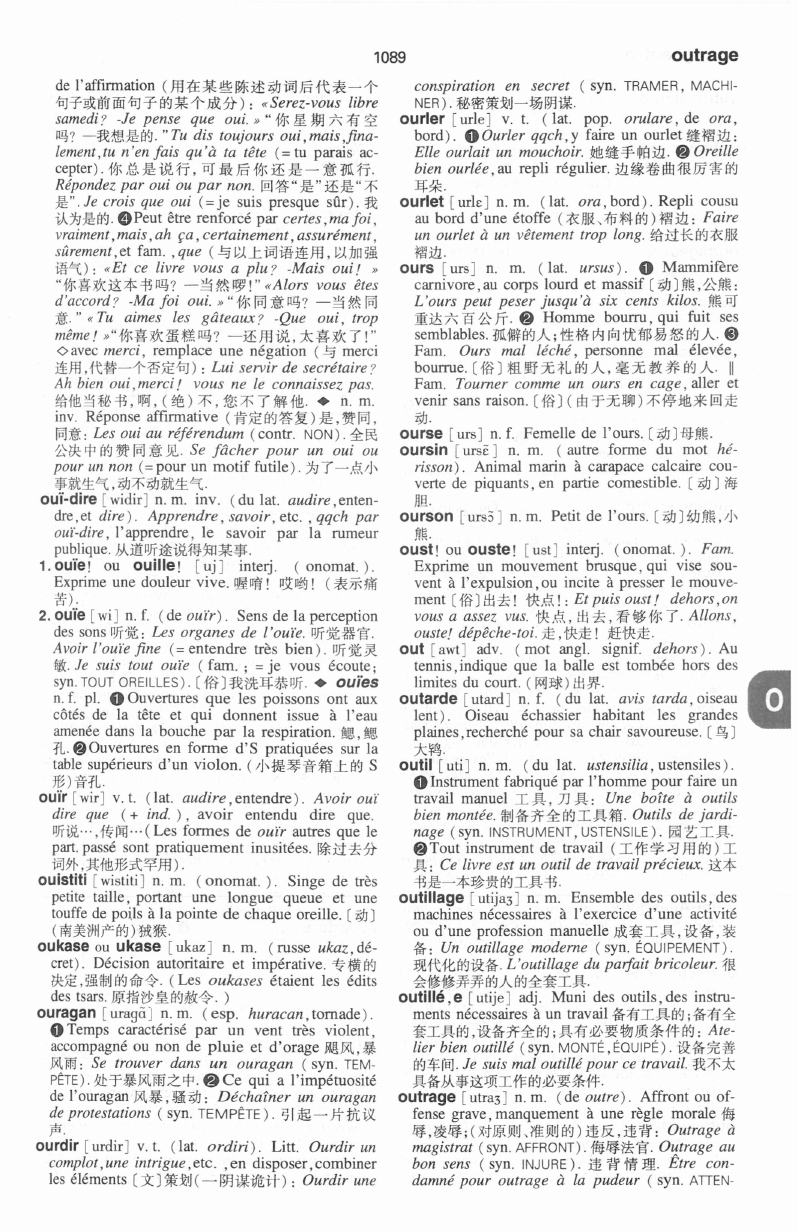 1089
outrage
de l'affirmation (用在某些陈述动词后代表一个
句子或前面句子的某个成分): «Serez-vous libre
samedi? -Je pense que oui. » “你星期六有空
吗? —我想是的. ”Tu dis toujours oui,mais,fina-
lement,tu n'en fais qu'à ta tête (= tu parais ac-
cepter). 你总是说行, 可最后你还是一意孤行.
Répondez par oui ou par non. 回答“是”还是“不
是”. Je crois que oui (= je suis presque sûr). 我
认为是的. ❹Peut être renforcé par certes,ma foi,
vraiment,mais,ah ça,certainement,assurément,
sûrement,et fam. ,que (与以上词语连用,以加强
语气): «Et ce livre vous a plu? -Mais oui! »
“你喜欢这本书吗? —当然啰!”«Alors vous êtes
d'accord? -Ma foi oui. » “你同意吗? —当然同
意. ” « Tu aimes les gâteaux? -Que oui, trop
même! »“你喜欢蛋糕吗? —还用说,太喜欢了!”
◇avec merci, remplace une négation (与 merci
连用,代替一个否定句): Lui servir de secrétaire?
Ah bien oui,merci! vous ne le connaissez pas.
给他当秘书,啊,(绝)不,您不了解他. ◆ n. m.
inv. Réponse affirmative (肯定的答复)是,赞同,
同意: Les oui au référendum (contr. NON). 全民
公决中的赞同意见. Se fâcher pour un oui ou
pour un non (= pour un motif futile). 为了一点小
事就生气,动不动就生气.
ouï-dire [widir] n. m. inv. (du lat. audire,enten-
dre,et dire). Apprendre, savoir, etc. , qqch par
ouï-dire, l'apprendre, le savoir par la rumeur
publique. 从道听途说得知某事.
1. ouïe! ou ouille! [uj] interj. (onomat.).
Exprime une douleur vive. 喔唷! 哎哟! (表示痛
苦).
2. ouïe [wi] n. f. (de ouïr). Sens de la perception
des sons 听觉: Les organes de l'ouïe. 听觉器官.
Avoir l'ouïe fine (= entendre très bien). 听觉灵
敏. Je suis tout ouïe (fam. ; = je vous écoute;
syn. TOUT OREILLES). [俗]我洗耳恭听. ◆ ouïes
n. f. pl. ❶Ouvertures que les poissons ont aux
côtés de la tête et qui donnent issue à l'eau
amenée dans la bouche par la respiration. 鳃,鳃
孔. ❷Ouvertures en forme d'S pratiquées sur la
table supérieurs d'un violon. (小提琴音箱上的 S
形)音孔.
ouïr [wir] v. t. (lat. audire,entendre). Avoir ouï
dire que (+ ind.), avoir entendu dire que.
听说…,传闻…(Les formes de ouïr autres que le
part. passé sont pratiquement inusitées. 除过去分
词外,其他形式罕用).
ouistiti [wistiti] n. m. (onomat.). Singe de très
petite taille, portant une longue queue et une
touffe de poils à la pointe de chaque oreille. [动]
(南美洲产的)狨猴.
oukase ou ukase [ukaz] n. m. (russe ukaz,dé-
cret). Décision autoritaire et impérative. 专横的
决定,强制的命令. (Les oukases étaient les édits
des tsars. 原指沙皇的敕令.)
ouragan [uragɑ̃] n. m. (esp. huracan,tornade).
❶Temps caractérisé par un vent très violent,
accompagné ou non de pluie et d'orage 飓风,暴
风雨: Se trouver dans un ouragan (syn. TEM-
PÊTE). 处于暴风雨之中. ❷Ce qui a l'impétuosité
de l'ouragan 风暴,骚动: Déchaîner un ouragan
de protestations (syn. TEMPÊTE). 引起一片抗议
声.
ourdir [urdir] v. t. (lat. ordiri). Litt. Ourdir un
complot,une intrigue,etc. ,en disposer,combiner
les éléments [文]策划(一阴谋诡计): Ourdir une
conspiration en secret (syn. TRAMER, MACHI-
NER). 秘密策划一场阴谋.
ourler [urle] v. t. (lat. pop. orulare, de ora,
bord). ❶Ourler qqch,y faire un ourlet 缝褶边:
Elle ourlait un mouchoir. 她缝手帕边. ❷Oreille
bien ourlée,au repli régulier. 边缘卷曲很厉害的
耳朵.
ourlet [urlɛ] n. m. (lat. ora,bord). Repli cousu
au bord d'une étoffe (衣服、布料的)褶边: Faire
un ourlet à un vêtement trop long. 给过长的衣服
褶边.
ours [urs] n. m. (lat. ursus). ❶ Mammifère
carnivore,au corps lourd et massif [动]熊,公熊:
L'ours peut peser jusqu'à six cents kilos. 熊可
重达六百公斤. ❷ Homme bourru, qui fuit ses
semblables. 孤僻的人;性格内向忧郁易怒的人. ❸
Fam. Ours mal léché, personne mal élevée,
bourrue. [俗]粗野无礼的人,毫无教养的人. ‖
Fam. Tourner comme un ours en cage,aller et
venir sans raison. [俗](由于无聊)不停地来回走
动.
ourse [urs] n. f. Femelle de l'ours. [动]母熊.
oursin [ursɛ̃] n. m. (autre forme du mot hé-
risson). Animal marin à carapace calcaire cou-
verte de piquants, en partie comestible. [动]海
胆.
ourson [ursɔ̃] n. m. Petit de l'ours. [动]幼熊,小
熊.
oust! ou ouste! [ust] interj. (onomat.). Fam.
Exprime un mouvement brusque, qui vise sou-
vent à l'expulsion,ou incite à presser le mouve-
ment [俗]出去! 快点!: Et puis oust! dehors,on
vous a assez vus. 快点,出去,看够你了. Allons,
ouste! dépêche-toi. 走,快走! 赶快走.
out [awt] adv. (mot angl. signif. dehors). Au
tennis,indique que la balle est tombée hors des
limites du court. (网球)出界.
outarde [utard] n. f. (du lat. avis tarda,oiseau
lent). Oiseau échassier habitant les grandes
plaines,recherché pour sa chair savoureuse. [鸟]
大鸨.
outil [uti] n. m. (du lat. ustensilia, ustensiles).
❶Instrument fabriqué par l'homme pour faire un
travail manuel 工具,刀具: Une boîte à outils
bien montée. 制备齐全的工具箱. Outils de jardi-
nage (syn. INSTRUMENT, USTENSILE). 园艺工具.
❷Tout instrument de travail (工作学习用的)工
具: Ce livre est un outil de travail précieux. 这本
书是一本珍贵的工具书.
outillage [utijaʒ] n. m. Ensemble des outils,des
machines nécessaires à l'exercice d'une activité
ou d'une profession manuelle 成套工具,设备,装
备: Un outillage moderne (syn. ÉQUIPEMENT).
现代化的设备. L'outillage du parfait bricoleur. 很
会修修弄弄的人的全套工具.
outillé,e [utije] adj. Muni des outils,des instru-
ments nécessaires à un travail 备有工具的;备有全
套工具的,设备齐全的;具有必要物质条件的: Ate-
lier bien outillé (syn. MONTÉ, ÉQUIPÉ). 设备完善
的车间. Je suis mal outillé pour ce travail. 我不太
具备从事这项工作的必要条件.
outrage [utraʒ] n. m. (de outre). Affront ou of-
fense grave,manquement à une règle morale 侮
辱,凌辱;(对原则、准则的)违反,违背: Outrage à
magistrat (syn. AFFRONT). 侮辱法官. Outrage au
bon sens (syn. INJURE). 违背情理. Être con-
damné pour outrage à la pudeur (syn. ATTEN-
O